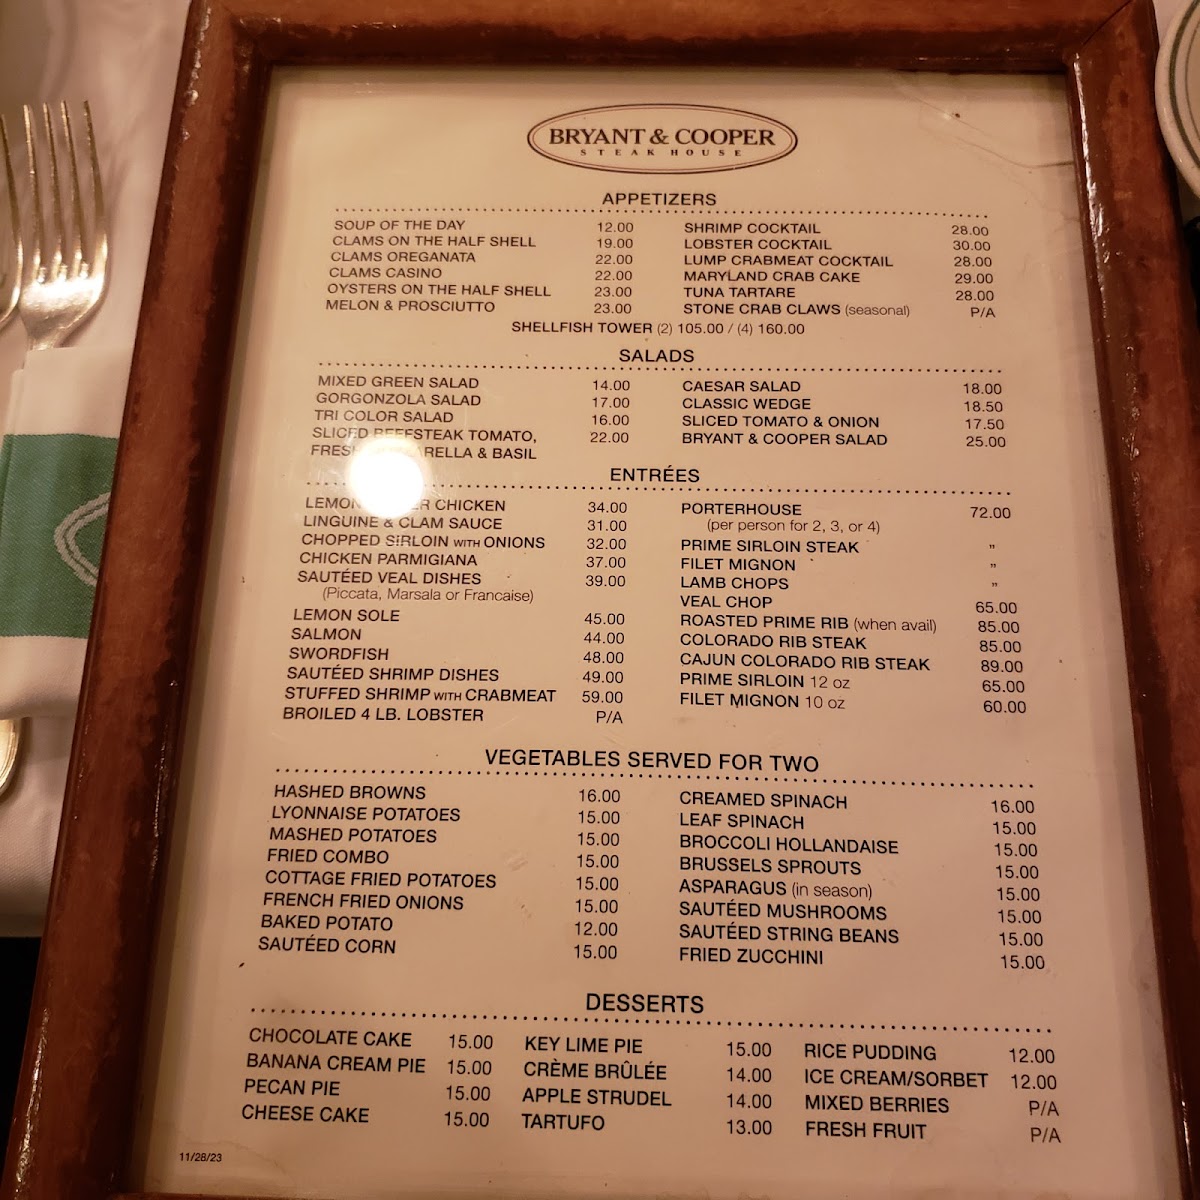 BRYANT & COOPER
STEAK HOUSE
APPETIZERS
SOUP OF THE DAY 12.00
CLAMS ON THE HALF SHELL 19.00
CLAMS OREGANATA 22.00
CLAMS CASINO 22.00
OYSTERS ON THE HALF SHELL 23.00
MELON & PROSCIUTTO 23.00
SHRIMP COCKTAIL 28.00
LOBSTER COCKTAIL 30.00
LUMP CRABMEAT COCKTAIL 28.00
MARYLAND CRAB CAKE 29.00
TUNA TARTARE 28.00
STONE CRAB CLAWS (seasonal) P/A
SHELLFISH TOWER (2) 105.00 / (4) 160.00
SALADS
MIXED GREEN SALAD 14.00
GORGONZOLA SALAD 17.00
TRI COLOR SALAD 16.00
SLICED BEEFSTEAK TOMATO, 22.00
FRESH & BASIL
CAESAR SALAD 18.00
CLASSIC WEDGE 18.50
SLICED TOMATO & ONION 17.50
BRYANT & COOPER SALAD 25.00
ENTRÉES
LEMON CHICKEN 34.00
LINGUINE & CLAM SAUCE 31.00
CHOPPED SIRLOIN WITH ONIONS 32.00
CHICKEN PARMIGIANA 37.00
SAUTÉED VEAL DISHES 39.00
(Piccata, Marsala or Francaise)
LEMON SOLE 45.00
SALMON 44.00
SWORDFISH 48.00
SAUTÉED SHRIMP DISHES 49.00
STUFFED SHRIMP WITH CRABMEAT 59.00
BROILED 4 LB. LOBSTER P/A
PORTERHOUSE 72.00
(per person for 2, 3, or 4)
PRIME SIRLOIN STEAK "
FILET MIGNON "
LAMB CHOPS "
VEAL CHOP 65.00
ROASTED PRIME RIB (when avail) 85.00
COLORADO RIB STEAK 85.00
CAJUN COLORADO RIB STEAK 89.00
PRIME SIRLOIN 12 oz 65.00
FILET MIGNON 10 oz 60.00
VEGETABLES SERVED FOR TWO
HASHED BROWNS 16.00
LYONNAISE POTATOES 15.00
MASHED POTATOES 15.00
FRIED COMBO 15.00
COTTAGE FRIED POTATOES 15.00
FRENCH FRIED ONIONS 15.00
BAKED POTATO 12.00
SAUTÉED CORN 15.00
CREAMED SPINACH 16.00
LEAF SPINACH 15.00
BROCCOLI HOLLANDAISE 15.00
BRUSSELS SPROUTS 15.00
ASPARAGUS (in season) 15.00
SAUTÉED MUSHROOMS 15.00
SAUTÉED STRING BEANS 15.00
FRIED ZUCCHINI 15.00
DESSERTS
CHOCOLATE CAKE 15.00
BANANA CREAM PIE 15.00
PECAN PIE 15.00
CHEESE CAKE 15.00
KEY LIME PIE 15.00
CRÈME BRÛLÉE 14.00
APPLE STRUDEL 14.00
TARTUFO 13.00
RICE PUDDING 12.00
ICE CREAM/SORBET 12.00
MIXED BERRIES P/A
FRESH FRUIT P/A
11/28/23